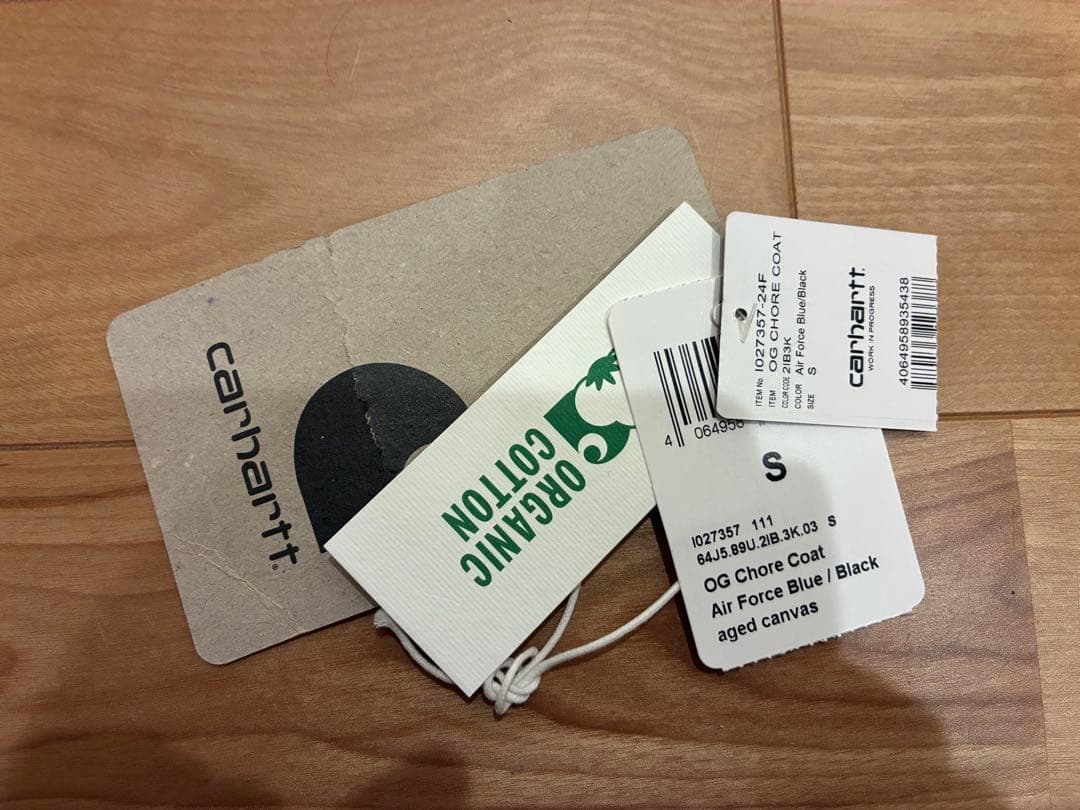 carhartt
ORGANIC
COTTON
4 064958
S
I027357 111
64J5.89U.2IB.3K.03 S
OG Chore Coat
Air Force Blue / Black
aged canvas
ITEM No I027357-24F
ITEM OG CHORE COAT
COLOR CODE 2IB3K
COLOR Air Force Blue/Black
SIZE S
carhartt
WORK IN PROGRESS
4064958935438